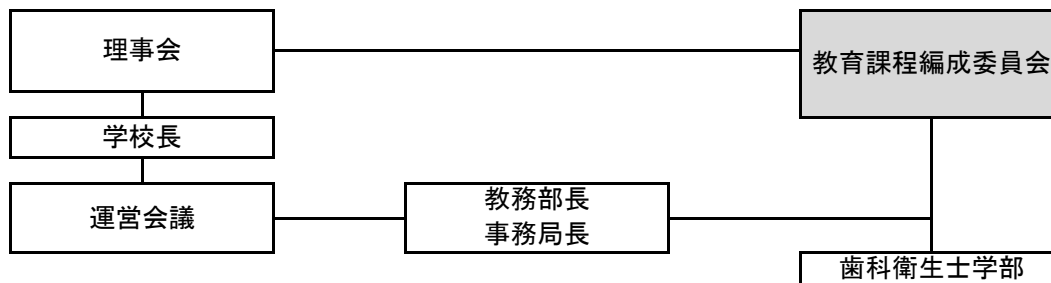 理事会
教育課程編成委員会
学校長
運営会議
教務部長
事務局長
歯科衛生士学部